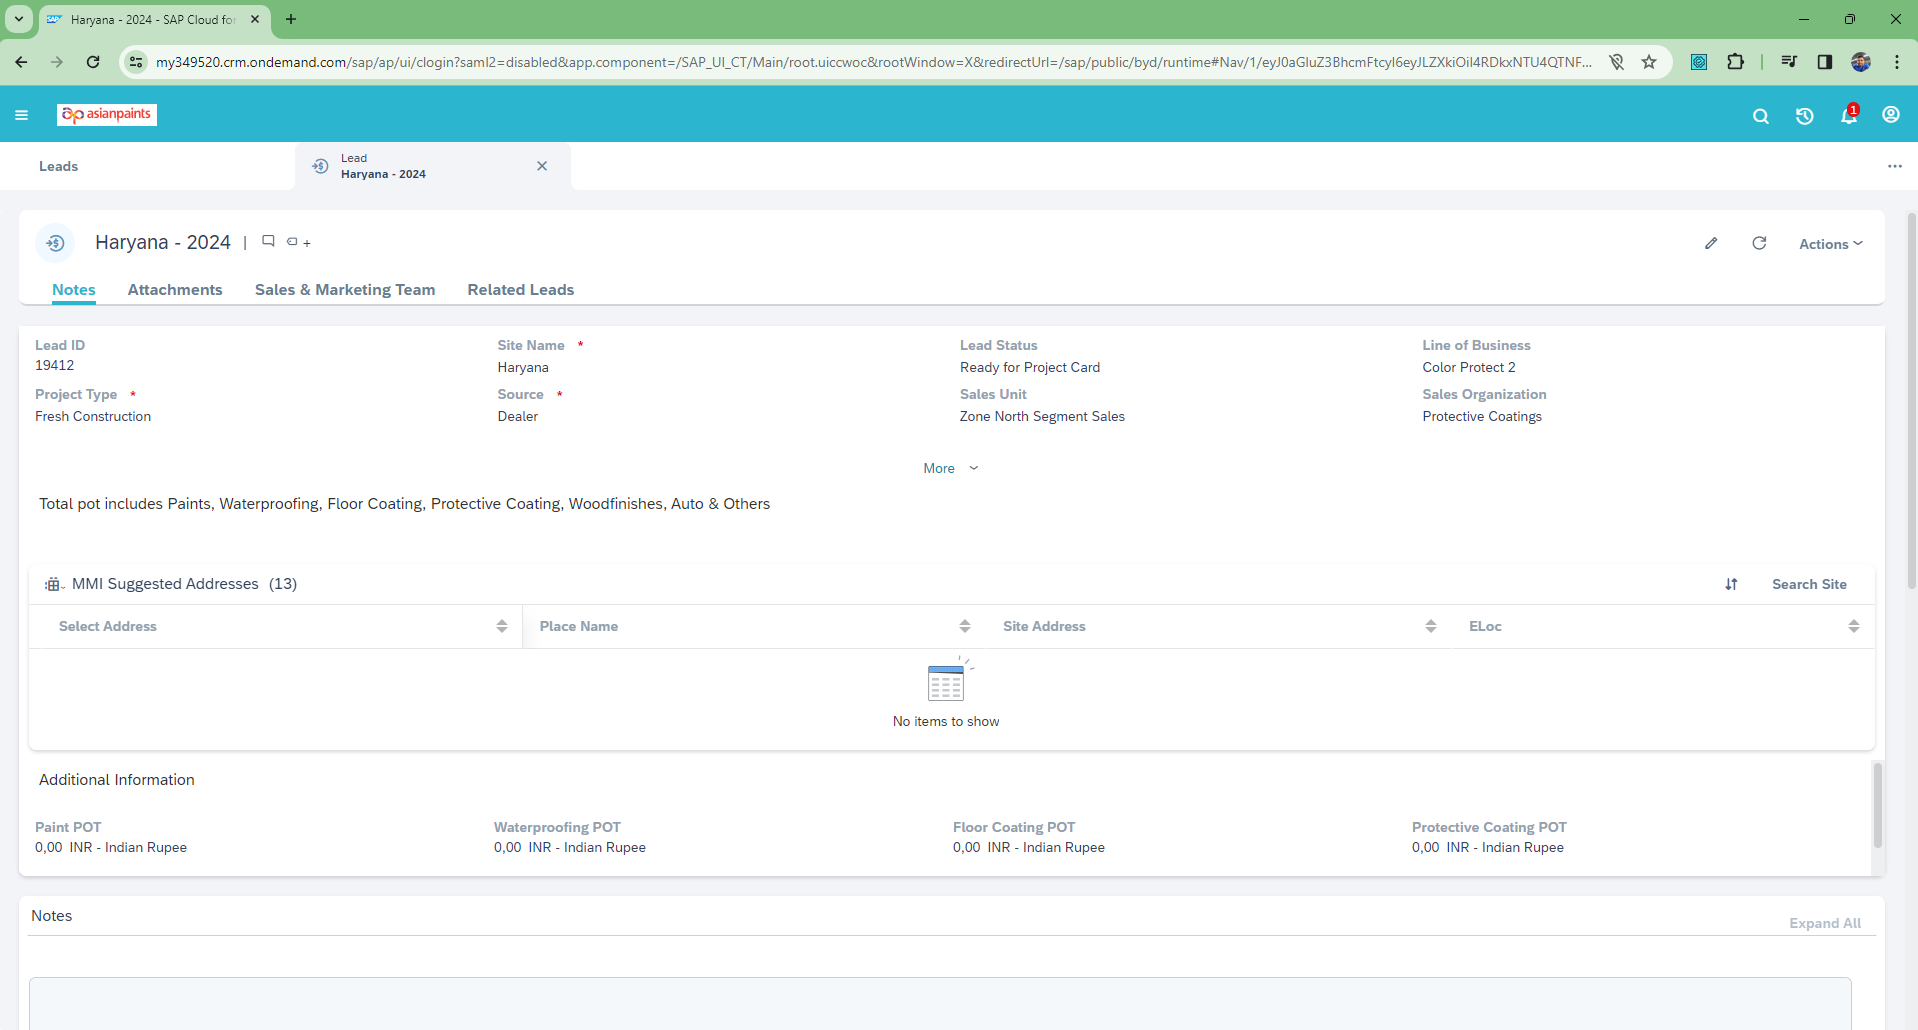 Haryana - 2024 - SAP Cloud for
my349520.crm.ondemand.com/sap/ap/ui/clogin?saml2=disabled&app.component=/SAP_UI_CT/Main/root.uiccwoc&rootWindow=X&redirectUrl=/sap/public/byd/runtime#Nav/1/eyJ0aGluZ3BhcmFtcyI6eyJLZXkiOiI4RDkxNTU4QTNF...
asianpaints
1
Leads
Lead
Haryana - 2024
Haryana - 2024
Actions
Notes Attachments Sales & Marketing Team Related Leads
Lead ID Site Name * Lead Status Line of Business
19412 Haryana Ready for Project Card Color Protect 2
Project Type * Source * Sales Unit Sales Organization
Fresh Construction Dealer Zone North Segment Sales Protective Coatings
More
Total pot includes Paints, Waterproofing, Floor Coating, Protective Coating, Woodfinishes, Auto & Others
MMI Suggested Addresses (13) Search Site
Select Address Place Name Site Address ELoc
No items to show
Additional Information
Paint POT Waterproofing POT Floor Coating POT Protective Coating POT
0,00 INR - Indian Rupee 0,00 INR - Indian Rupee 0,00 INR - Indian Rupee 0,00 INR - Indian Rupee
Notes
Expand All